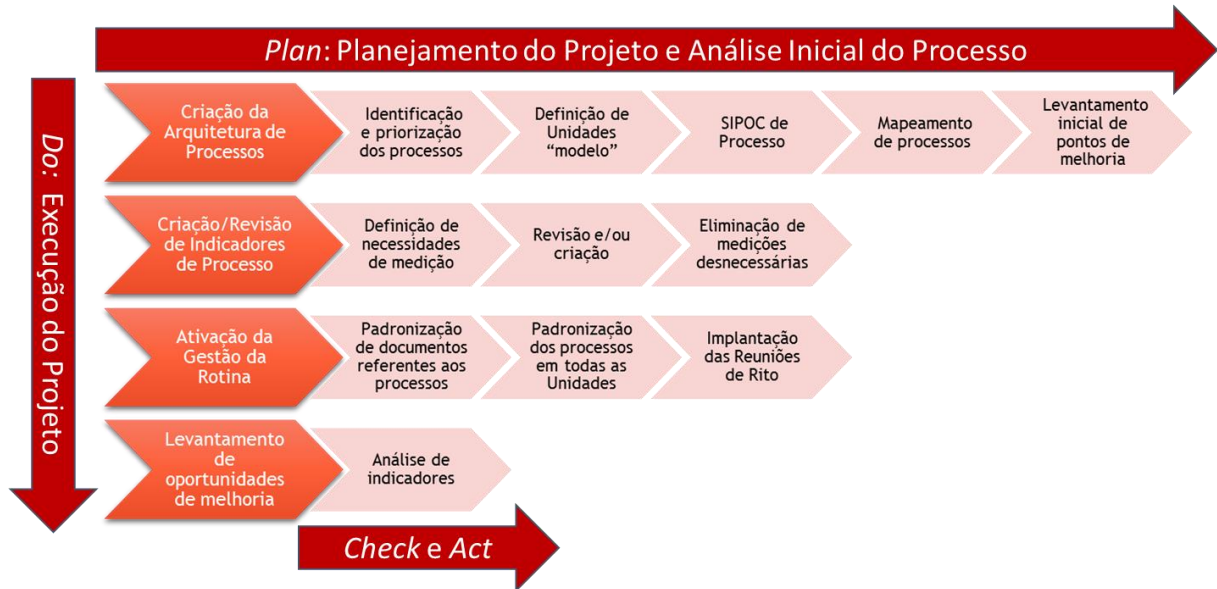 Plan: Planejamento do Projeto e Análise Inicial do Processo
Do: Execução do Projeto
Criação da
Arquitetura de
Processos
Identificação
e priorização
dos processos
Definição de
Unidades
“modelo”
SIPOC de
Processo
Mapeamento
de processos
Levantamento
inicial de
pontos de
melhoria
Criação/Revisão
de Indicadores
de Processo
Definição de
necessidades
de medição
Revisão e/ou
criação
Eliminação de
medições
desnecessárias
Ativação da
Gestão da
Rotina
Padronização
de documentos
referentes aos
processos
Padronização
dos processos
em todas as
Unidades
Implantação
das Reuniões
de Rito
Levantamento
de
oportunidades
de melhoria
Análise de
indicadores
Check e Act